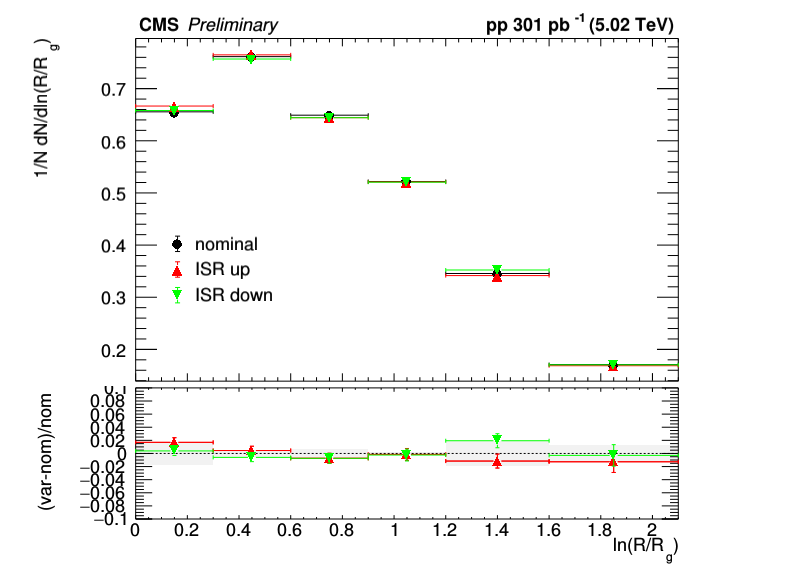 CMS Preliminary pp 301 pb -1 (5.02 TeV)
1/N dN/dln(R/R g)
0.7
0.6
0.5
0.4
0.3
0.2
nominal
ISR up
ISR down
(var-nom)/nom
0.1
0.08
0.06
0.04
0.02
0
−0.02
−0.04
−0.06
−0.08
−0.1
0 0.2 0.4 0.6 0.8 1 1.2 1.4 1.6 1.8 2
ln(R/R g)